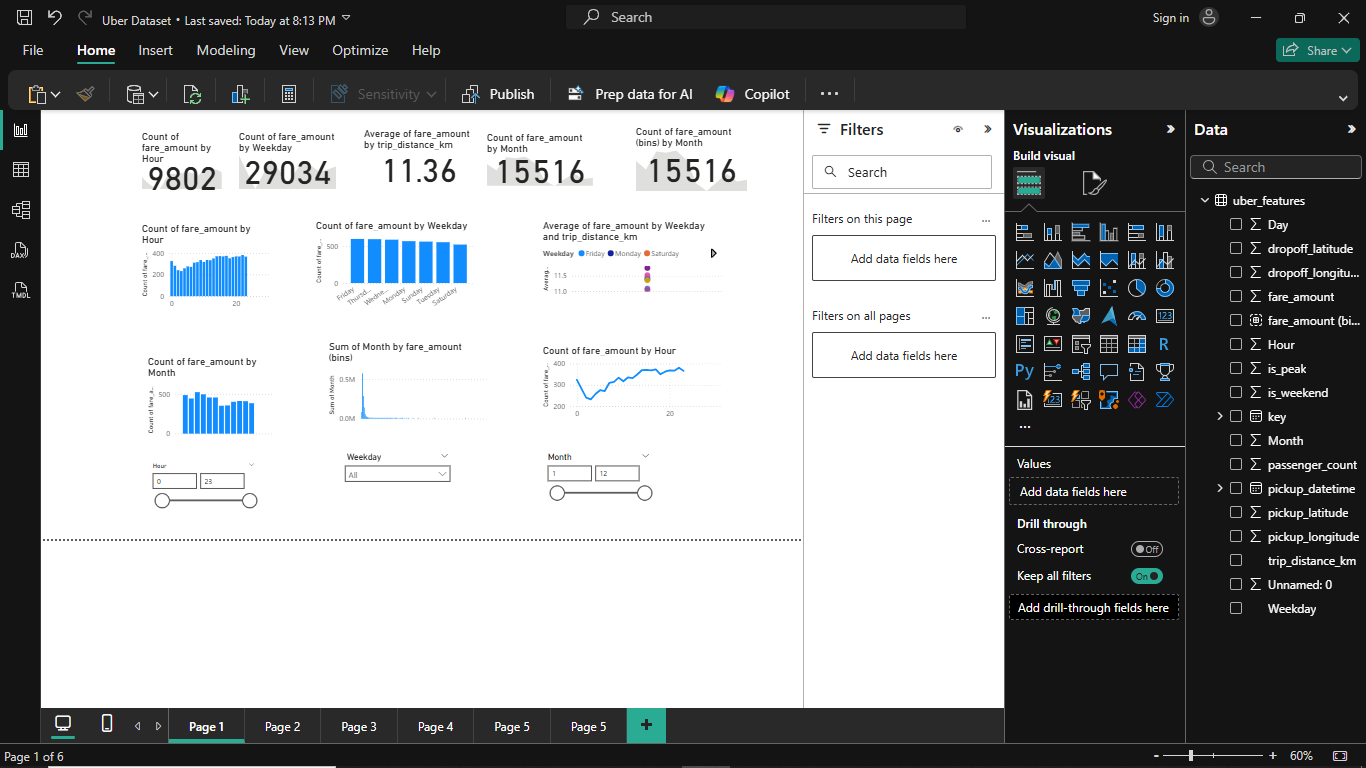 Uber Dataset • Last saved: Today at 8:13 PM
Search
Sign in
File
Home
Insert
Modeling
View
Optimize
Help
Share
Sensitivity
Publish
Prep data for AI
Copilot
...
DAX
TMDL
Count of
fare_amount by
Hour
9802
Count of fare_amount
by Weekday
29034
Average of fare_amount
by trip_distance_km
11.36
Count of fare_amount
by Month
15516
Count of fare_amount
(bins) by Month
15516
Count of fare_amount by
Hour
Count of fare_...
400
200
0
0
20
Count of fare_amount by Weekday
Count of fare_...
500
0
Friday
Thursd...
Wedne...
Monday
Sunday
Tuesday
Saturday
Average of fare_amount by Weekday
and trip_distance_km
Weekday
Friday
Monday
Saturday
Averag...
11.5
11.0
Count of fare_amount by
Month
Count of fare_a...
500
0
Sum of Month by fare_amount
(bins)
Sum of Month
0.5M
0.0M
Count of fare_amount by Hour
Count of fare_...
400
300
200
0
20
Hour
0
23
Weekday
All
Month
1
12
Filters
Search
Filters on this page
...
Add data fields here
Filters on all pages
...
Add data fields here
Visualizations
Build visual
123
R
Py
123
...
Values
Add data fields here
Drill through
Cross-report
Off
Keep all filters
On
Add drill-through fields here
Data
Search
uber_features
Day
dropoff_latitude
dropoff_longitu...
fare_amount
fare_amount (bi...
Hour
is_peak
is_weekend
key
Month
passenger_count
pickup_datetime
pickup_latitude
pickup_longitude
trip_distance_km
Unnamed: 0
Weekday
Page 1
Page 2
Page 3
Page 4
Page 5
Page 5
+
Page 1 of 6
-
+
60%